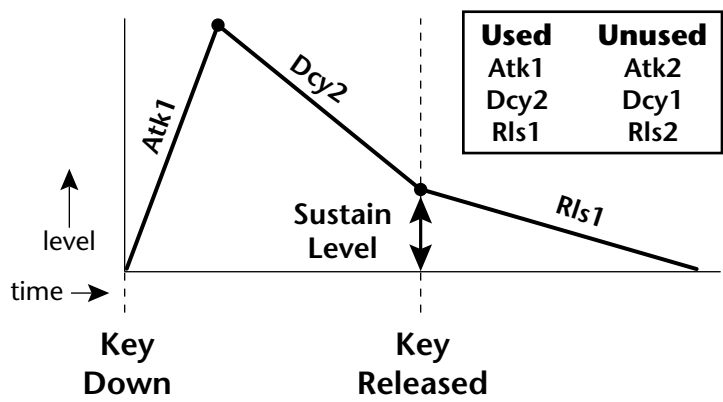 Used Unused
Atk1 Atk2
Dcy2 Dcy1
Rls1 Rls2
Atk1
Dcy2
Rls1
Sustain
Level
level
time
Key
Down
Key
Released